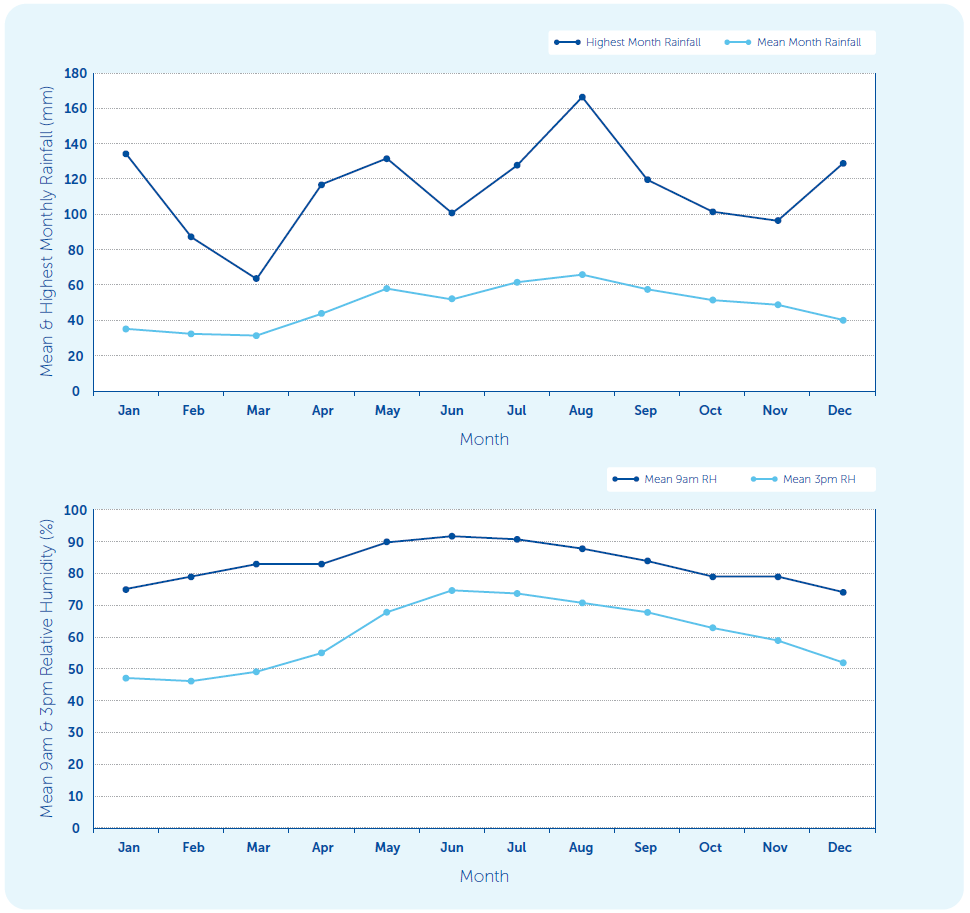 Highest Month Rainfall Mean Month Rainfall
Mean & Highest Monthly Rainfall (mm)
180
160
140
120
100
80
60
40
20
0
Jan Feb Mar Apr May Jun Jul Aug Sep Oct Nov Dec
Month
Mean 9am RH Mean 3pm RH
Mean 9am & 3pm Relative Humidity (%)
100
90
80
70
60
50
40
30
20
10
0
Jan Feb Mar Apr May Jun Jul Aug Sep Oct Nov Dec
Month